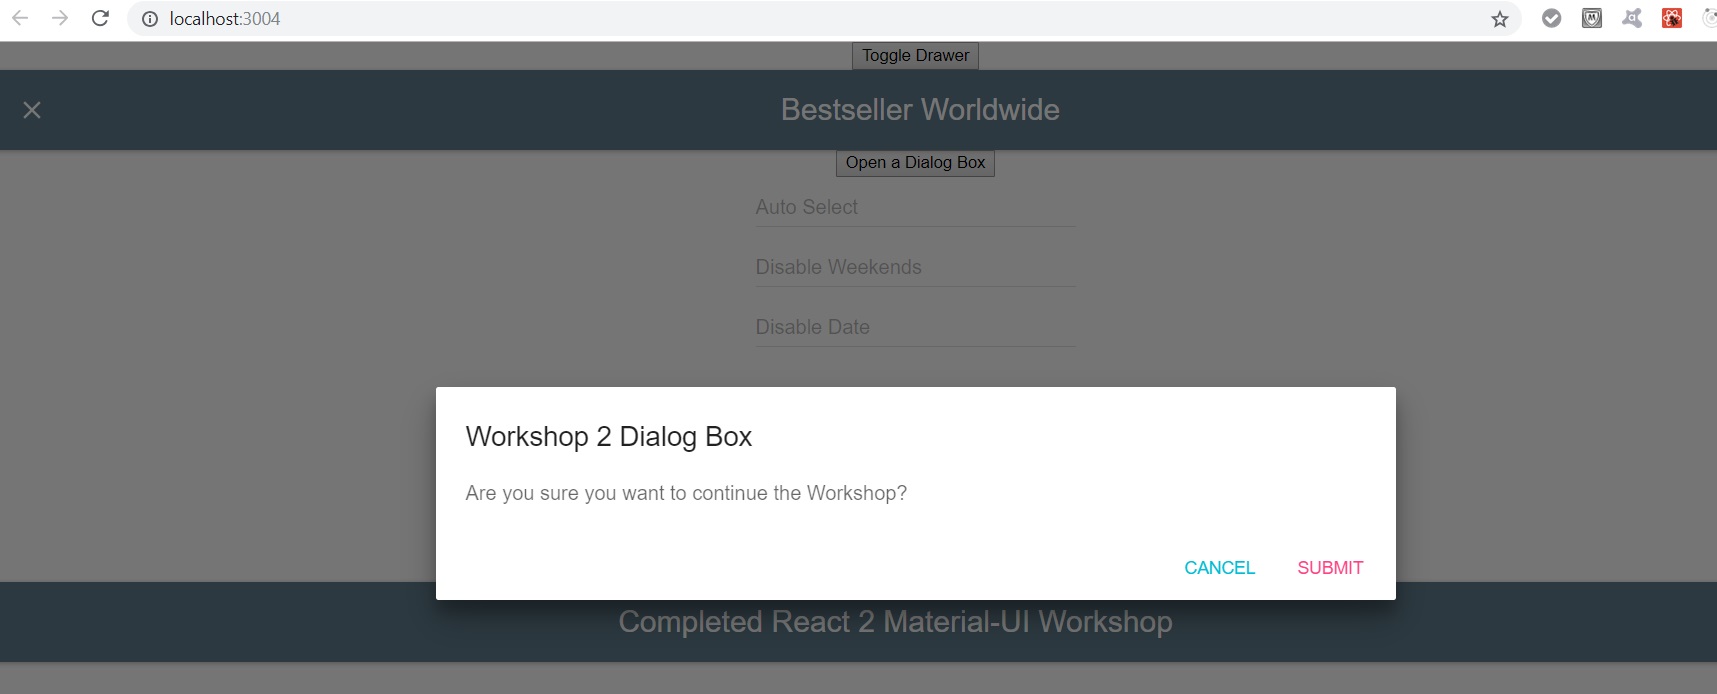 localhost:3004
Toggle Drawer
Bestseller Worldwide
Open a Dialog Box
Auto Select
Disable Weekends
Disable Date
Workshop 2 Dialog Box
Are you sure you want to continue the Workshop?
CANCEL SUBMIT
Completed React 2 Material-UI Workshop